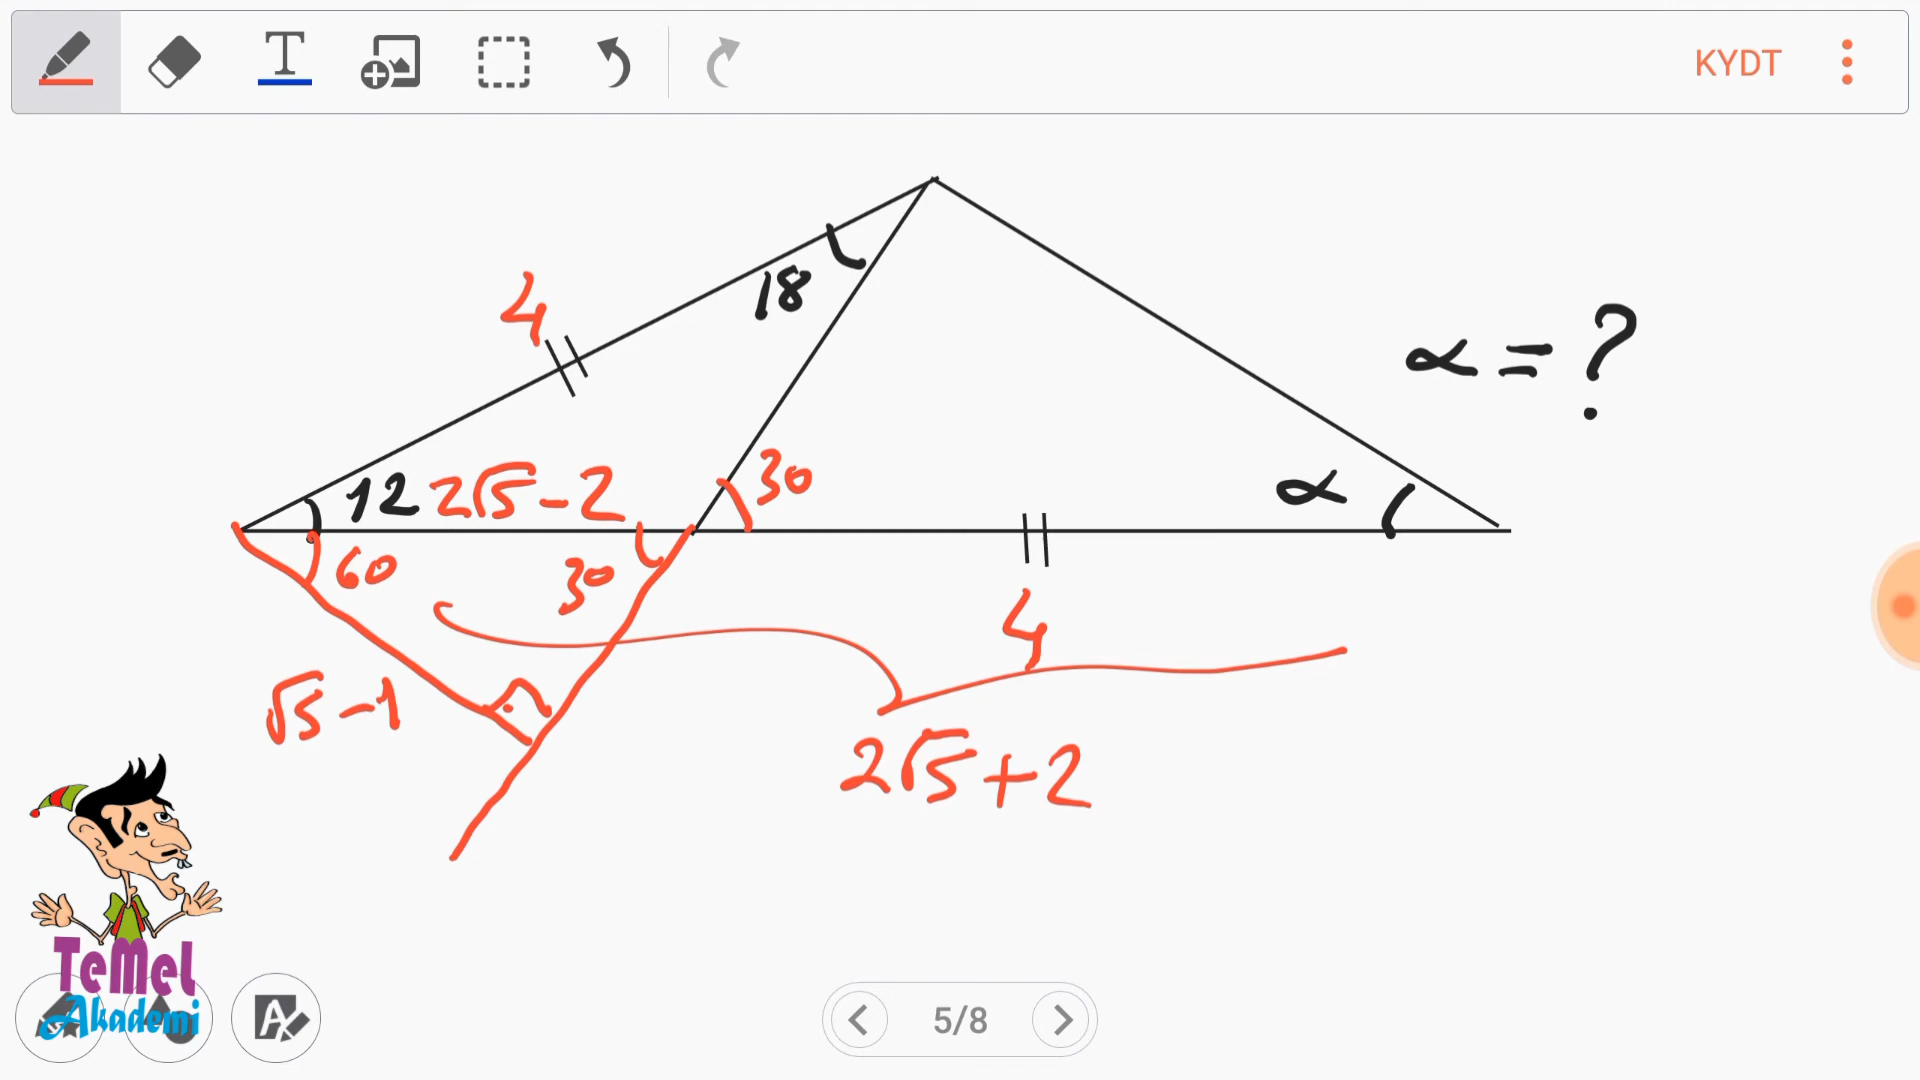 T
KYDT
4
18
α = ?
12
2√5 - 2
30
α
60
30
4
√5 - 1
2√5 + 2
TeMel
Akademi
A
5/8